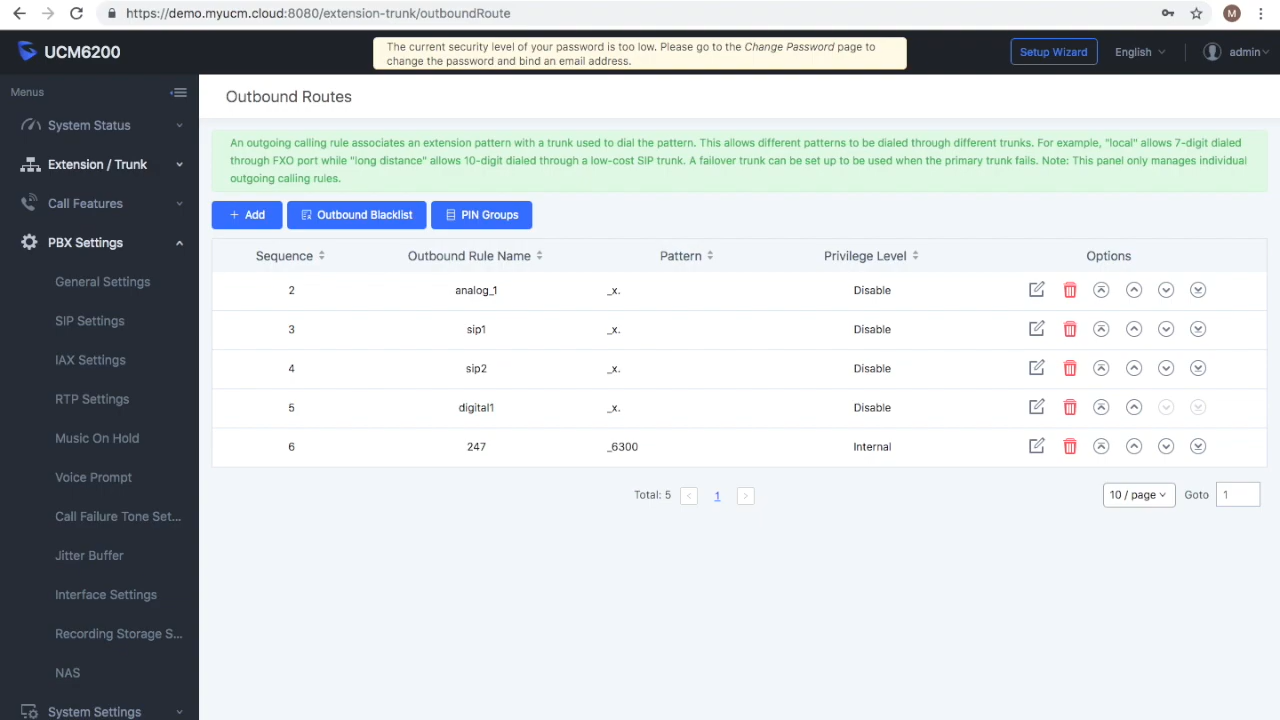 https://demo.myucm.cloud:8080/extension-trunk/outboundRoute
M
UCM6200
The current security level of your password is too low. Please go to the Change Password page to
change the password and bind an email address.
Setup Wizard
English
admin
Menus
System Status
Extension / Trunk
Call Features
PBX Settings
General Settings
SIP Settings
IAX Settings
RTP Settings
Music On Hold
Voice Prompt
Call Failure Tone Set...
Jitter Buffer
Interface Settings
Recording Storage S...
NAS
System Settings
Outbound Routes
An outgoing calling rule associates an extension pattern with a trunk used to dial the pattern. This allows different patterns to be dialed through different trunks. For example, "local" allows 7-digit dialed
through FXO port while "long distance" allows 10-digit dialed through a low-cost SIP trunk. A failover trunk can be set up to be used when the primary trunk fails. Note: This panel only manages individual
outgoing calling rules.
+ Add Outbound Blacklist PIN Groups
Sequence Outbound Rule Name Pattern Privilege Level Options
2 analog_1 _x. Disable
3 sip1 _x. Disable
4 sip2 _x. Disable
5 digital1 _x. Disable
6 247 _6300 Internal
Total: 5 < 1 > 10 / page Goto 1